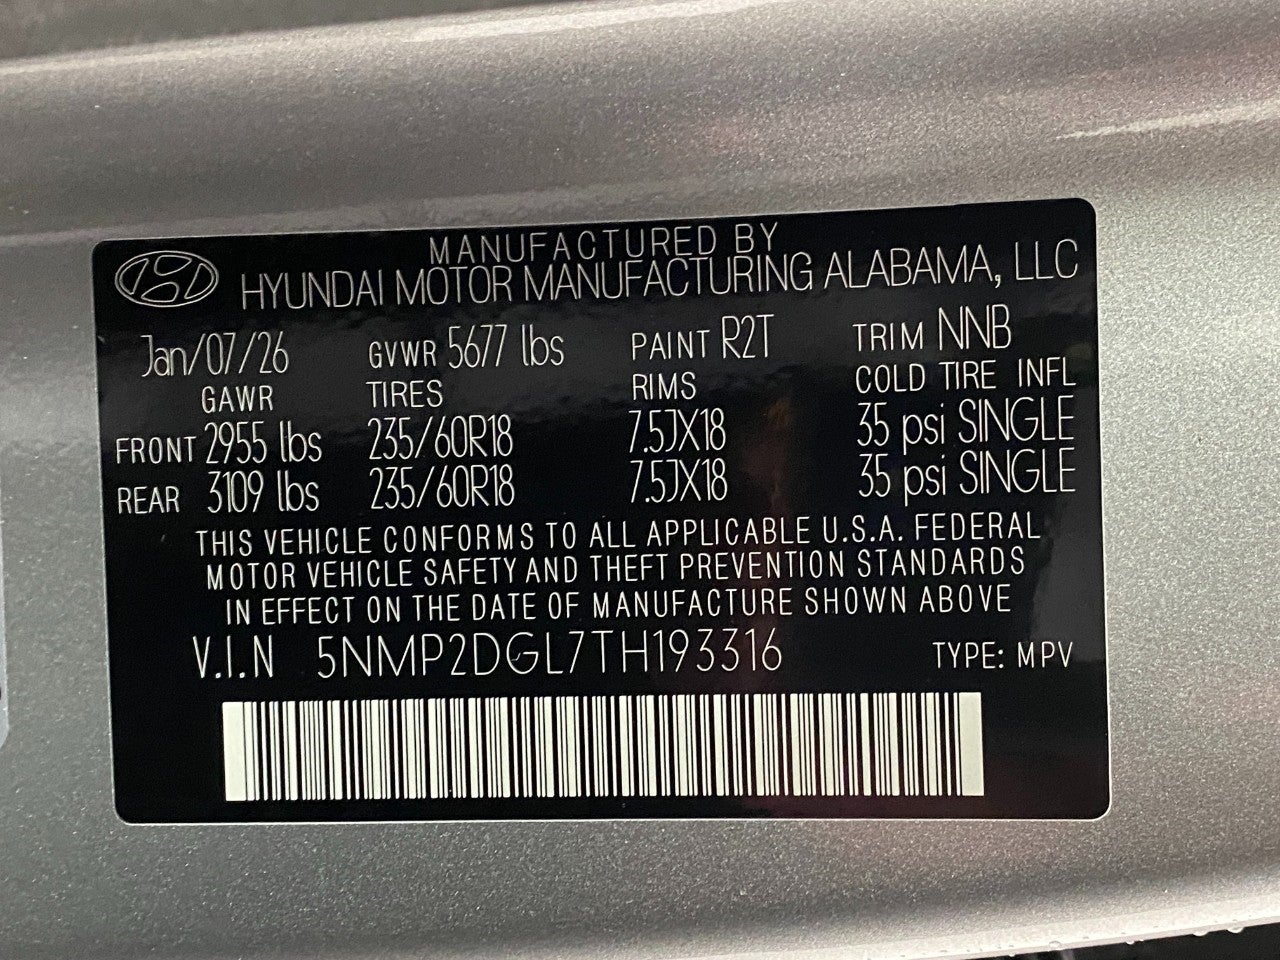 MANUFACTURED BY
HYUNDAI MOTOR MANUFACTURING ALABAMA, LLC
Jan/07/26 GVWR 5677 lbs PAINT R2T TRIM NNB
GAWR TIRES RIMS COLD TIRE INFL
FRONT 2955 lbs 235/60R18 7.5JX18 35 psi SINGLE
REAR 3109 lbs 235/60R18 7.5JX18 35 psi SINGLE
THIS VEHICLE CONFORMS TO ALL APPLICABLE U.S.A. FEDERAL
MOTOR VEHICLE SAFETY AND THEFT PREVENTION STANDARDS
IN EFFECT ON THE DATE OF MANUFACTURE SHOWN ABOVE
V.I.N 5NMP2DGL7TH193316 TYPE: MPV